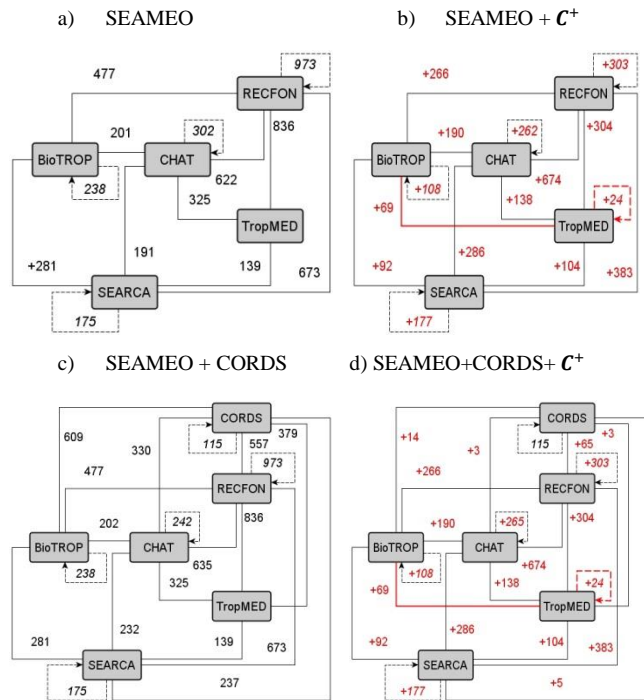 a) SEAMEO
b) SEAMEO + C⁺
973
477
RECFON
201
302
836
BioTROP
CHAT
238
622
325
TropMED
+281
191
139
673
SEARCA
175
+303
+266
RECFON
+190
+262
+304
BioTROP
CHAT
+108
+674
+138
+24
+69
TropMED
+92
+286
+104
+383
SEARCA
+177
c) SEAMEO + CORDS
d) SEAMEO+CORDS+ C⁺
CORDS
609
330
115
557
379
477
973
RECFON
202
242
836
BioTROP
CHAT
238
635
325
TropMED
281
232
139
673
SEARCA
175
237
CORDS
+14
+3
115
+65
+3
+266
+303
RECFON
+190
+265
+304
BioTROP
CHAT
+108
+674
+138
+24
+69
TropMED
+92
+286
+104
+383
SEARCA
+177
+5